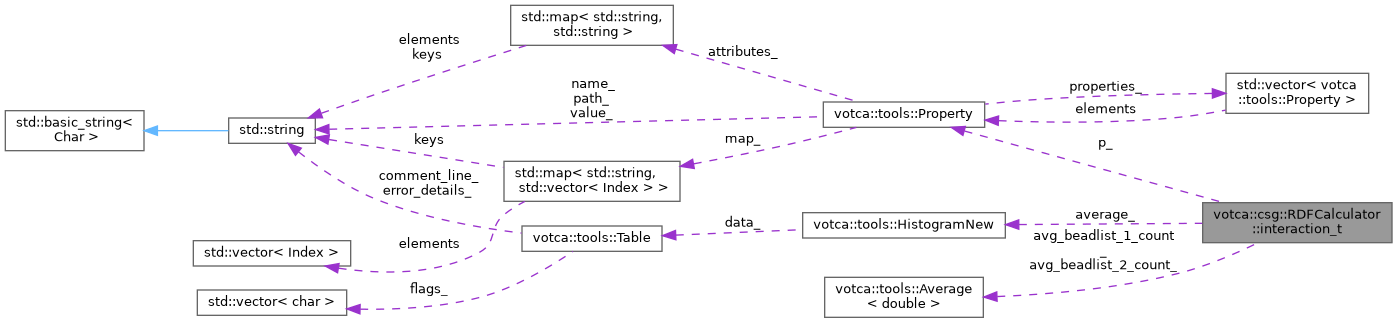 std::map< std::string,
std::string >
elements
keys
attributes_
std::vector< votca
::tools::Property >
properties_
name_
path_
value_
elements
std::basic_string<
Char >
std::string
votca::tools::Property
keys
map_
p_
std::map< std::string,
std::vector< Index > >
comment_line_
error_details_
votca::csg::RDFCalculator
::interaction_t
data_
average_
votca::tools::HistogramNew
votca::tools::Table
avg_beadlist_1_count
_
avg_beadlist_2_count_
elements
std::vector< Index >
flags_
std::vector< char >
votca::tools::Average
< double >